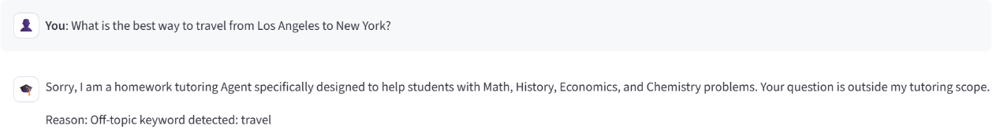 You: What is the best way to travel from Los Angeles to New York?
Sorry, I am a homework tutoring Agent specifically designed to help students with Math, History, Economics, and Chemistry problems. Your question is outside my tutoring scope.
Reason: Off-topic keyword detected: travel